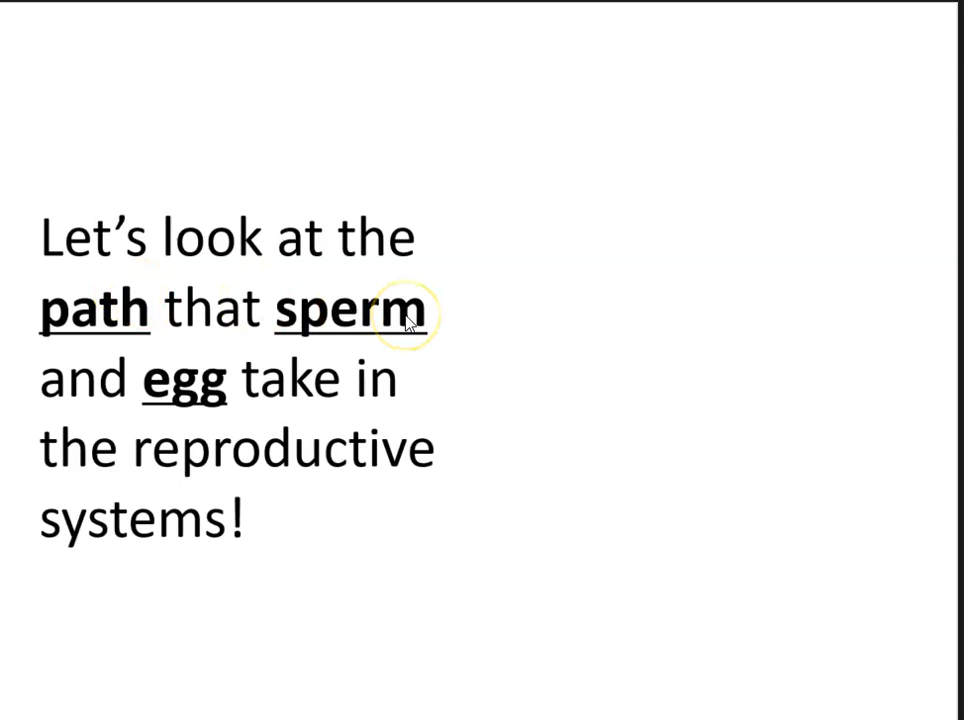 Let’s look at the
path that sperm
and egg take in
the reproductive
systems!